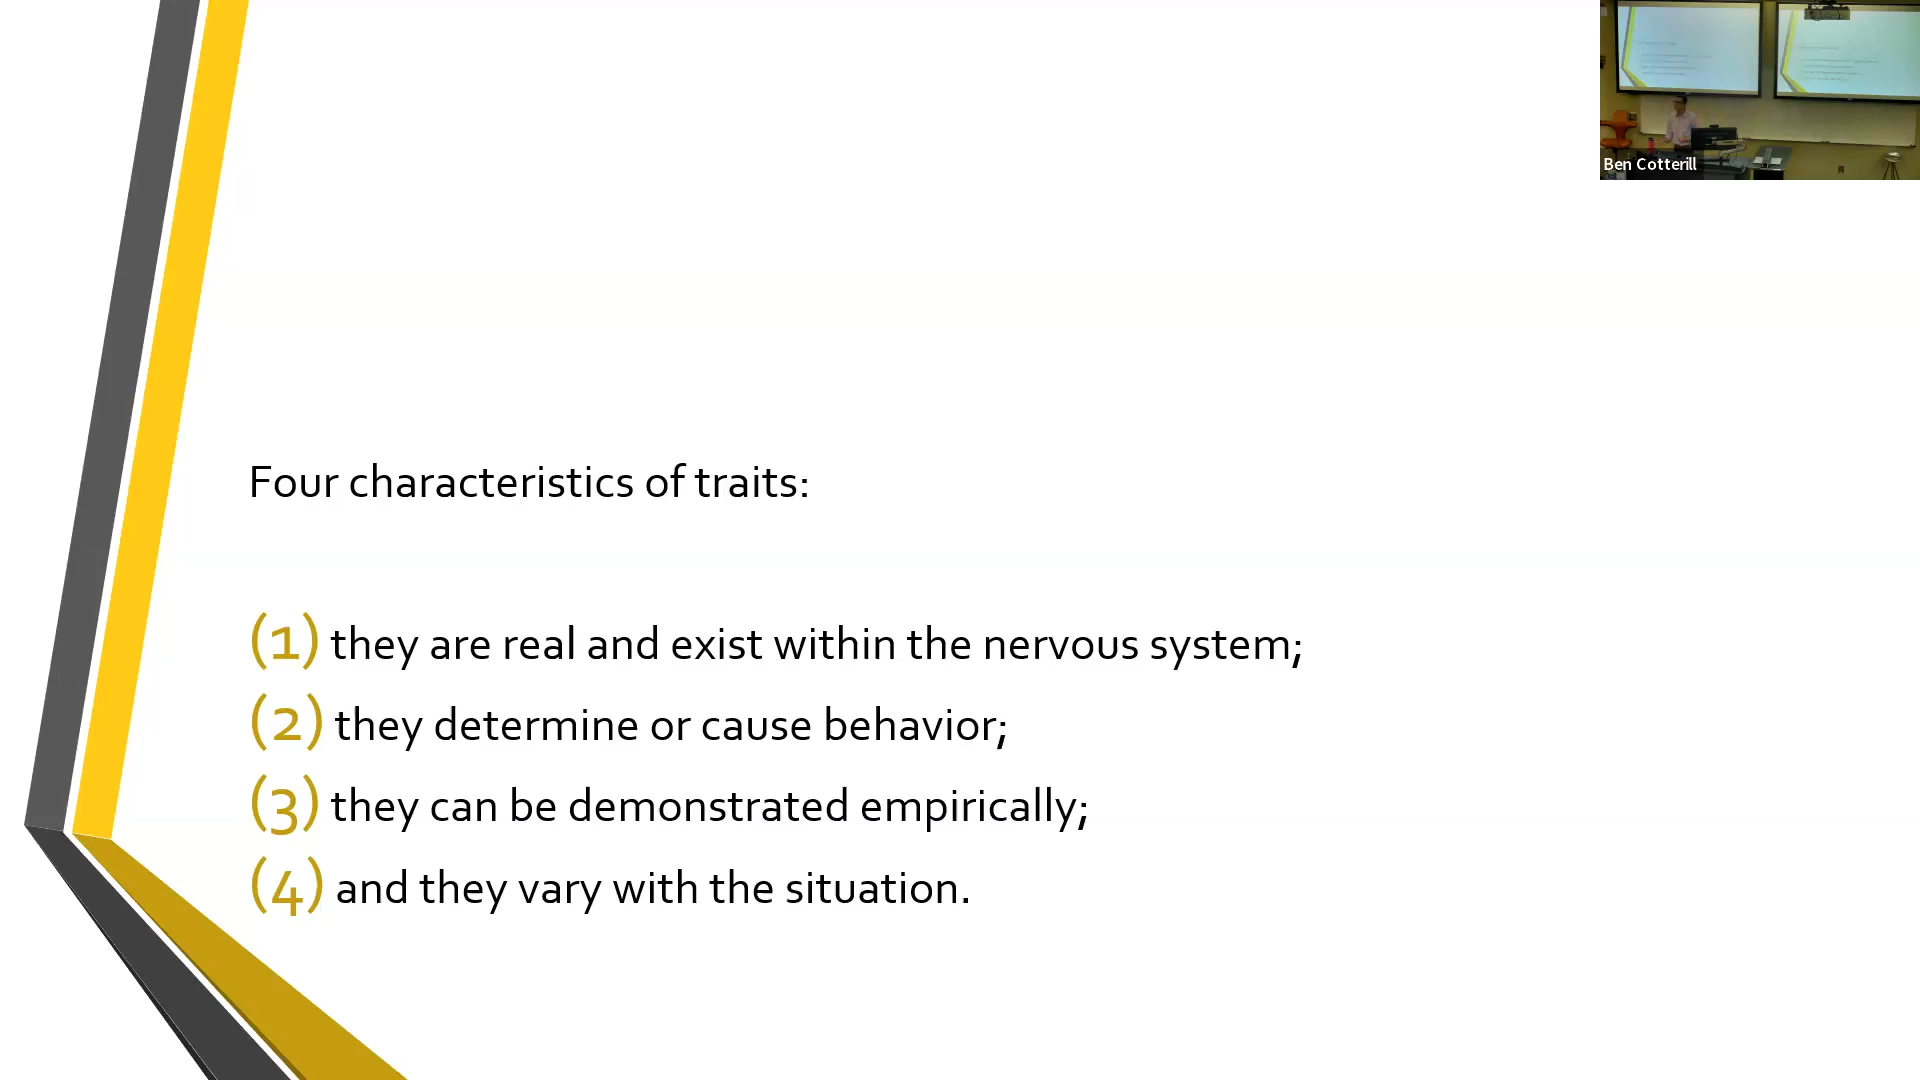 Ben Cotterill
Four characteristics of traits:
(1) they are real and exist within the nervous system;
(2) they determine or cause behavior;
(3) they can be demonstrated empirically;
(4) and they vary with the situation.